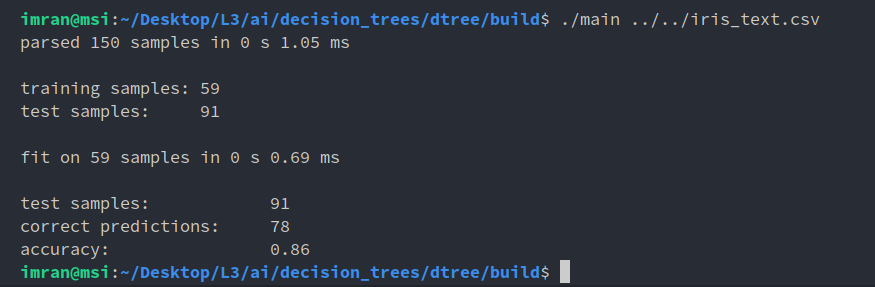 imran@msi:~/Desktop/L3/ai/decision_trees/dtree/build$ ./main ../../iris_text.csv
parsed 150 samples in 0 s 1.05 ms
training samples: 59
test samples: 91
fit on 59 samples in 0 s 0.69 ms
test samples: 91
correct predictions: 78
accuracy: 0.86
imran@msi:~/Desktop/L3/ai/decision_trees/dtree/build$